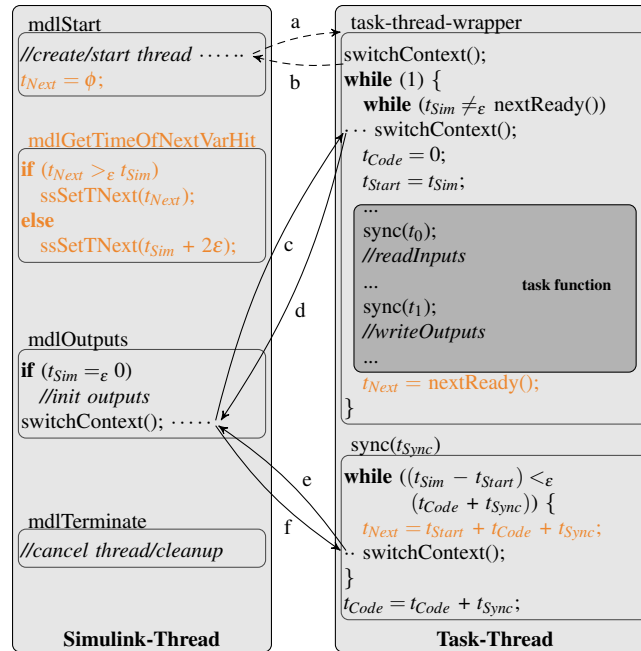 mdlStart
//create/start thread ······
t_Next = ϕ;
mdlGetTimeOfNextVarHit
if (t_Next >_ε t_Sim)
ssSetTNext(t_Next);
else
ssSetTNext(t_Sim + 2ε);
mdlOutputs
if (t_Sim =_ε 0)
//init outputs
switchContext; ·····
mdlTerminate
//cancel thread/cleanup
Simulink-Thread
a
b
c
d
e
f
task-thread-wrapper
switchContext();
while (1) {
while (t_Sim ≠_ε nextReady())
··· switchContext();
t_Code = 0;
t_Start = t_Sim;
...
sync(t_0);
//readInputs
...
task function
sync(t_1);
//writeOutputs
...
t_Next = nextReady();
}
sync(t_Sync)
while ((t_Sim − t_Start) <_ε
(t_Code + t_Sync)) {
t_Next = t_Start + t_Code + t_Sync;
·· switchContext();
}
t_Code = t_Code + t_Sync;
Task-Thread